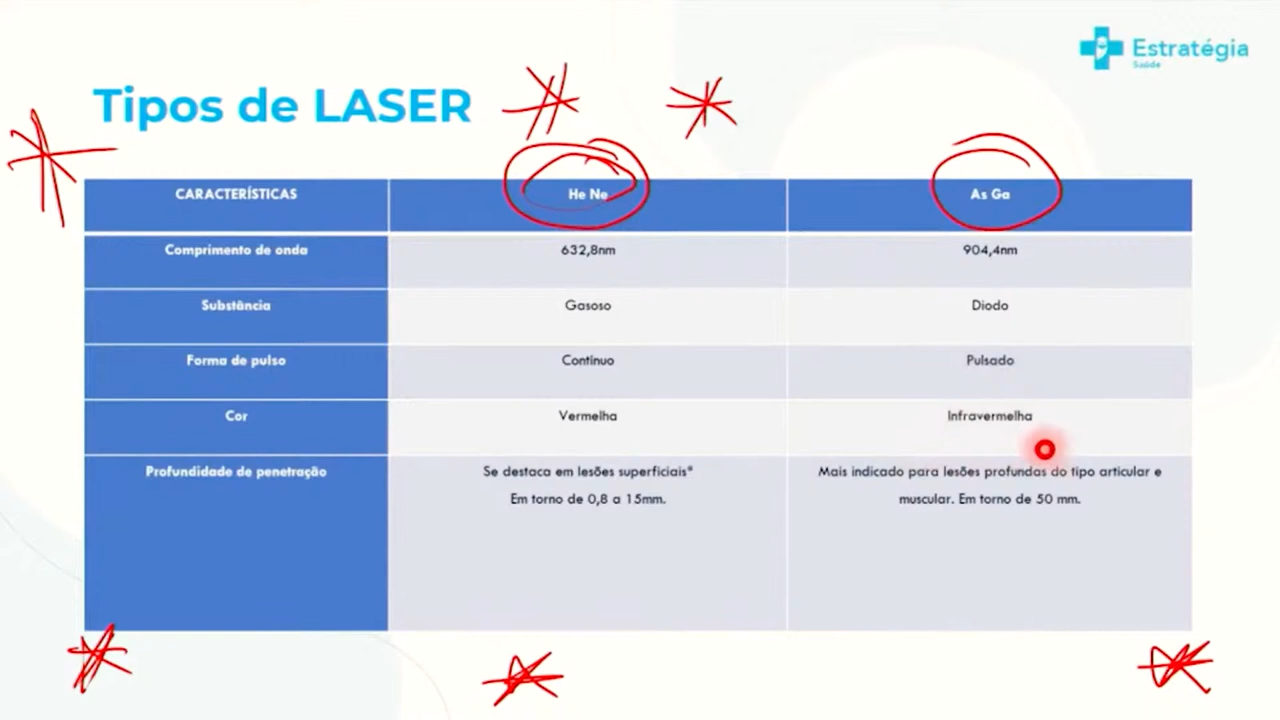 Estratégia
Saúde
Tipos de LASER
CARACTERÍSTICAS He Ne As Ga
Comprimento de onda 632,8nm 904,4nm
Substância Gasoso Diodo
Forma de pulso Contínuo Pulsado
Cor Vermelha Infravermelha
Profundidade de penetração Se destaca em lesões superficiais* Mais indicado para lesões profundas do tipo articular e
Em torno de 0,8 a 15mm. muscular. Em torno de 50 mm.